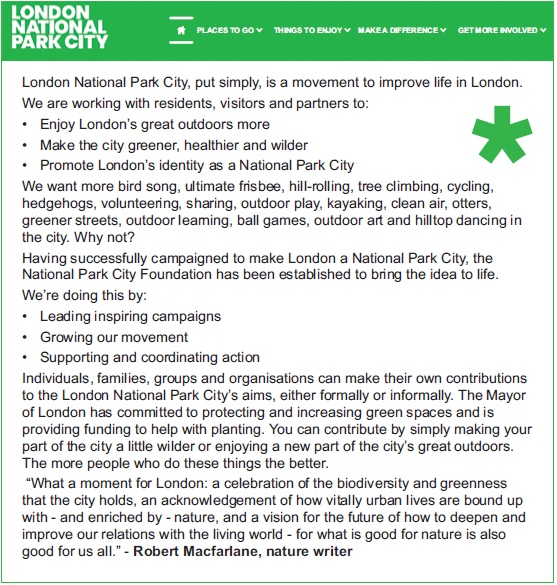 LONDON
NATIONAL
PARK CITY
PLACES TO GO
THINGS TO ENJOY
MAKE A DIFFERENCE
GET MORE INVOLVED
London National Park City, put simply, is a movement to improve life in London.
We are working with residents, visitors and partners to:
• Enjoy London's great outdoors more
• Make the city greener, healthier and wilder
• Promote London's identity as a National Park City
We want more bird song, ultimate frisbee, hill-rolling, tree climbing, cycling,
hedgehogs, volunteering, sharing, outdoor play, kayaking, clean air, otters,
greener streets, outdoor learning, ball games, outdoor art and hilltop dancing in
the city. Why not?
Having successfully campaigned to make London a National Park City, the
National Park City Foundation has been established to bring the idea to life.
We're doing this by:
• Leading inspiring campaigns
• Growing our movement
• Supporting and coordinating action
Individuals, families, groups and organisations can make their own contributions
to the London National Park City's aims, either formally or informally. The Mayor
of London has committed to protecting and increasing green spaces and is
providing funding to help with planting. You can contribute by simply making your
part of the city a little wilder or enjoying a new part of the city's great outdoors.
The more people who do these things the better.
"What a moment for London: a celebration of the biodiversity and greenness
that the city holds, an acknowledgement of how vitally urban lives are bound up
with - and enriched by - nature, and a vision for the future of how to deepen and
improve our relations with the living world - for what is good for nature is also
good for us all." - Robert Macfarlane, nature writer